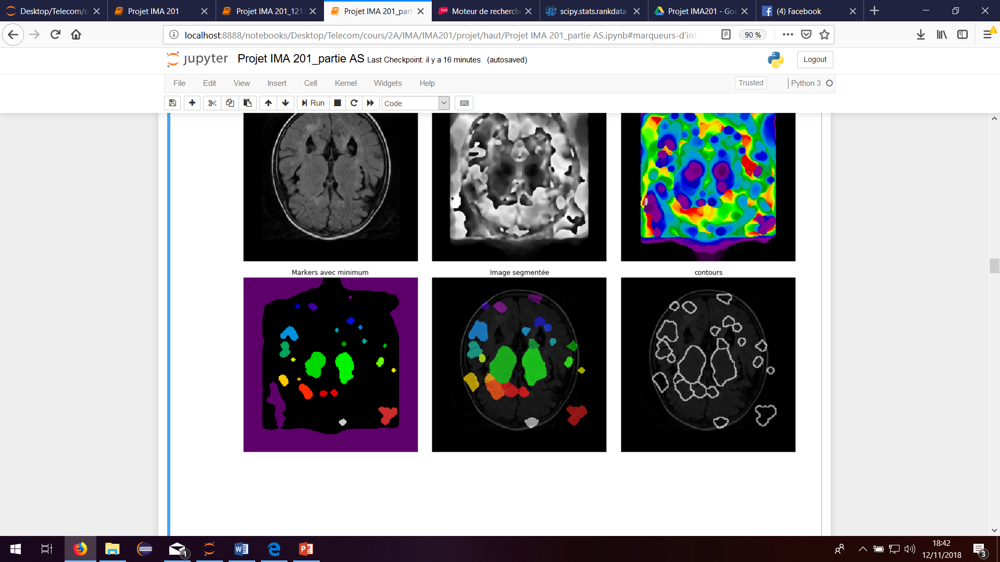 Desktop/Telecom/c
Projet IMA 201
Projet IMA 201_121
Projet IMA 201_part
Moteur de recherch
scipy.stats.rankdata
Projet IMA201 - Goo
(4) Facebook
localhost:8888/notebooks/Desktop/Telecom/cours/2A/IMA/IMA201/projet/haut/Projet IMA 201_partie AS.ipynb#marqueurs-d'int
90 %
jupyter Projet IMA 201_partie AS Last Checkpoint: il y a 16 minutes (autosaved)
Logout
File Edit View Insert Cell Kernel Widgets Help
Trusted
Python 3
Run
Code
Markers avec minimum
Image segmentée
contours
1
18:42
12/11/2018
3